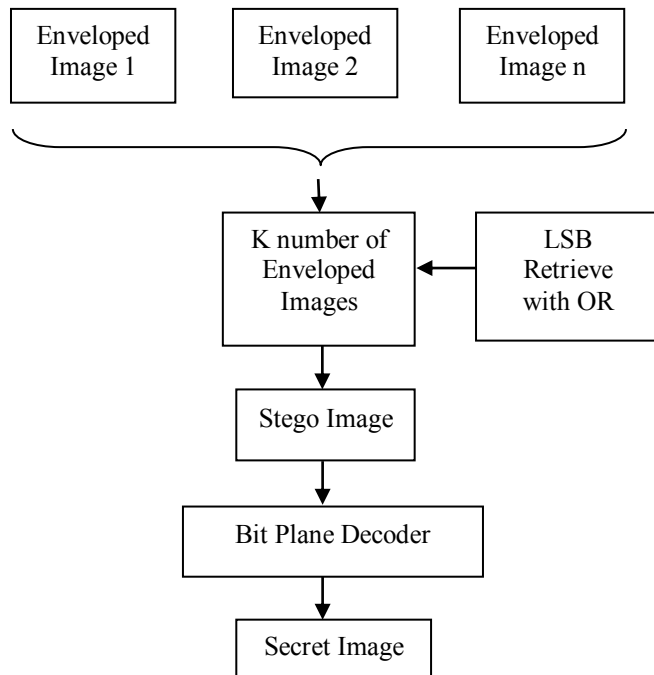 Enveloped
Image 1
Enveloped
Image 2
Enveloped
Image n
K number of
Enveloped
Images
LSB
Retrieve
with OR
Stego Image
Bit Plane Decoder
Secret Image